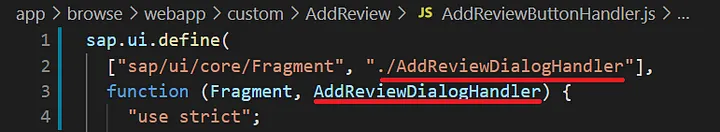 app > browse > webapp > custom > AddReview > JS AddReviewButtonHandler.js > ...
1 sap.ui.define(
2 ["sap/ui/core/Fragment", "./AddReviewDialogHandler"],
3 function (Fragment, AddReviewDialogHandler) {
4 "use strict";